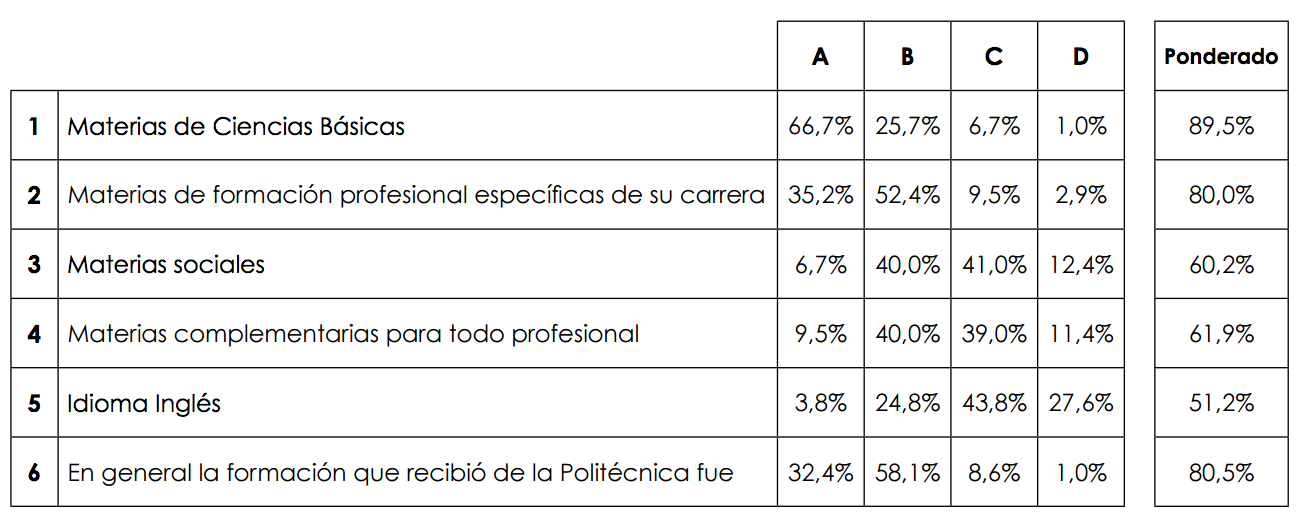 A B C D Ponderado
1 Materias de Ciencias Básicas 66,7% 25,7% 6,7% 1,0% 89,5%
2 Materias de formación profesional específicas de su carrera 35,2% 52,4% 9,5% 2,9% 80,0%
3 Materias sociales 6,7% 40,0% 41,0% 12,4% 60,2%
4 Materias complementarias para todo profesional 9,5% 40,0% 39,0% 11,4% 61,9%
5 Idioma Inglés 3,8% 24,8% 43,8% 27,6% 51,2%
6 En general la formación que recibió de la Politécnica fue 32,4% 58,1% 8,6% 1,0% 80,5%